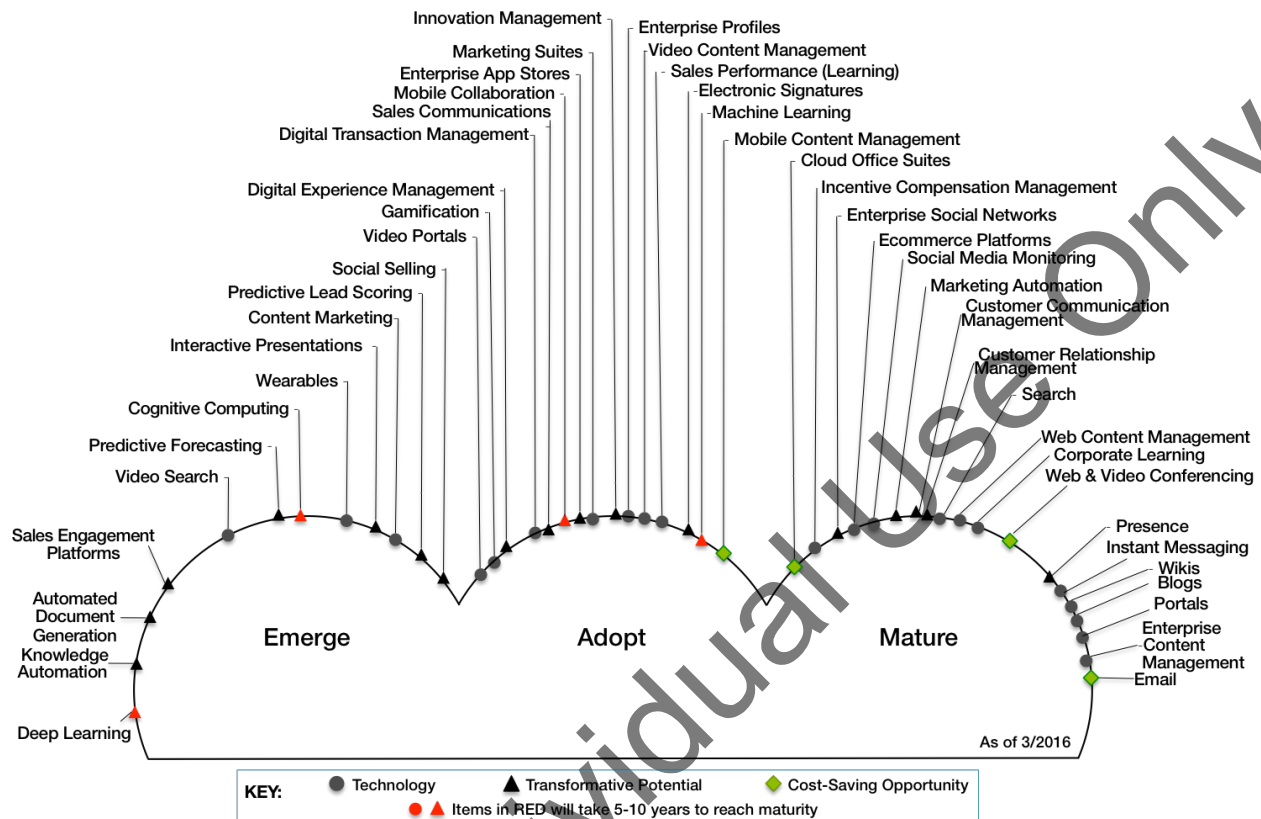 Innovation Management
Enterprise Profiles
Marketing Suites
Video Content Management
Enterprise App Stores
Sales Performance (Learning)
Mobile Collaboration
Electronic Signatures
Sales Communications
Machine Learning
Digital Transaction Management
Mobile Content Management
Cloud Office Suites
Digital Experience Management
Incentive Compensation Management
Gamification
Enterprise Social Networks
Video Portals
Ecommerce Platforms
Social Media Monitoring
Social Selling
Marketing Automation
Predictive Lead Scoring
Customer Communication
Management
Content Marketing
Interactive Presentations
Customer Relationship
Management
Wearables
Search
Cognitive Computing
Predictive Forecasting
Web Content Management
Corporate Learning
Video Search
Web & Video Conferencing
Sales Engagement
Platforms
Presence
Instant Messaging
Wikis
Blogs
Automated
Document
Generation
Portals
Knowledge
Automation
Enterprise
Content
Management
Email
Deep Learning
Emerge
Adopt
Mature
As of 3/2016
KEY:
Technology
Transformative Potential
Cost-Saving Opportunity
Items in RED will take 5-10 years to reach maturity
vidual Use Only